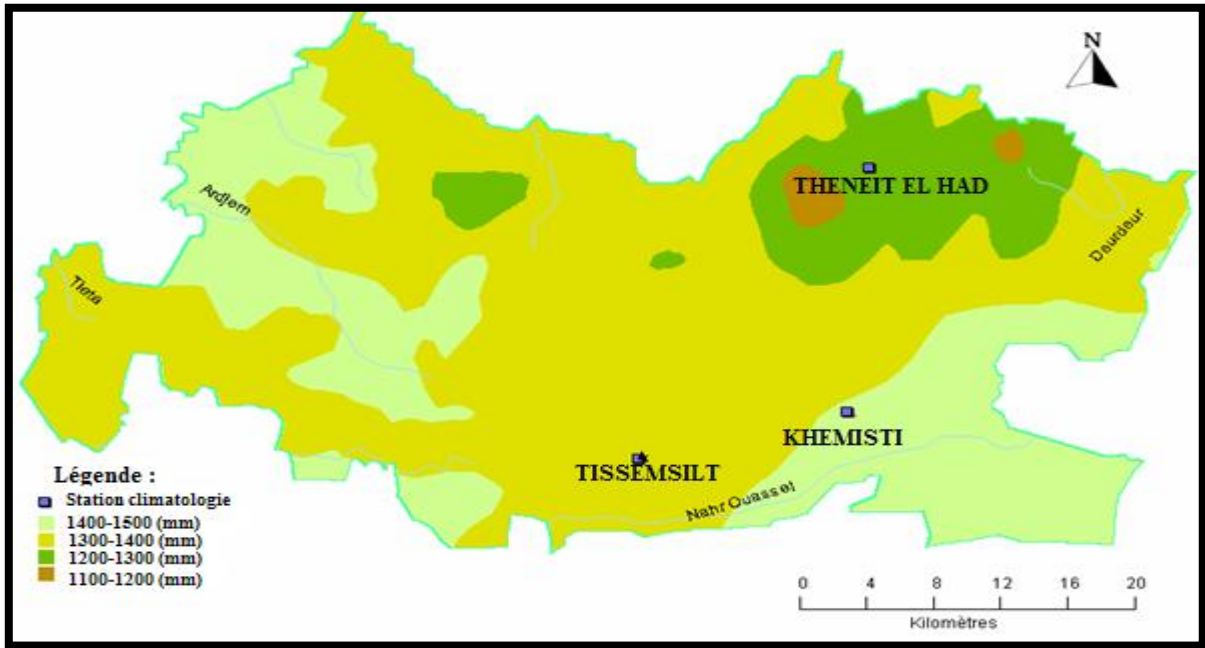 N
THENEIT EL HAD
Ardjem
Daurdaur
Tleta
KHEMISTI
TISSEMSILT
Nahr Ouasset
Légende :
Station climatologie
1400-1500 (mm)
1300-1400 (mm)
1200-1300 (mm)
1100-1200 (mm)
0 4 8 12 16 20
Kilomètres